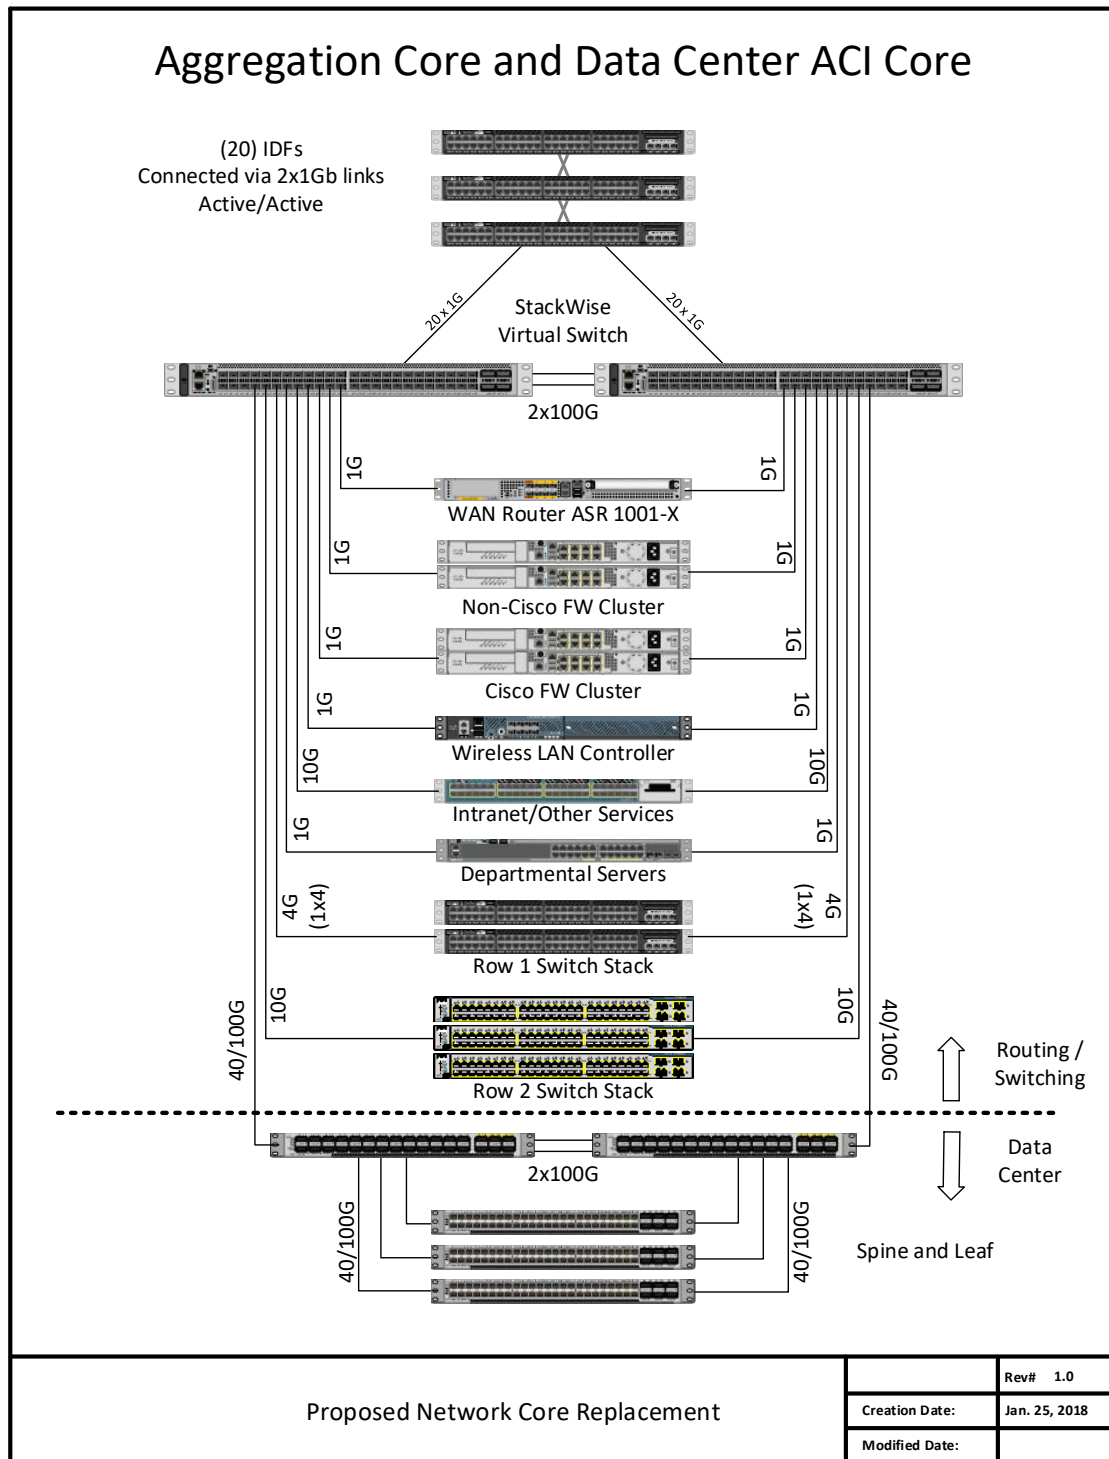 Aggregation Core and Data Center ACI Core
(20) IDFs
Connected via 2x1Gb links
Active/Active
20 x 1G
20 x 1G
StackWise
Virtual Switch
2x100G
1G
1G
WAN Router ASR 1001-X
1G
1G
Non-Cisco FW Cluster
1G
1G
Cisco FW Cluster
1G
1G
Wireless LAN Controller
10G
10G
Intranet/Other Services
1G
1G
Departmental Servers
4G
(1x4)
4G
(1x4)
Row 1 Switch Stack
40/100G
10G
10G
40/100G
Row 2 Switch Stack
Routing /
Switching
2x100G
Data
Center
40/100G
40/100G
Spine and Leaf
Proposed Network Core Replacement
Rev# 1.0
Creation Date: Jan. 25, 2018
Modified Date: